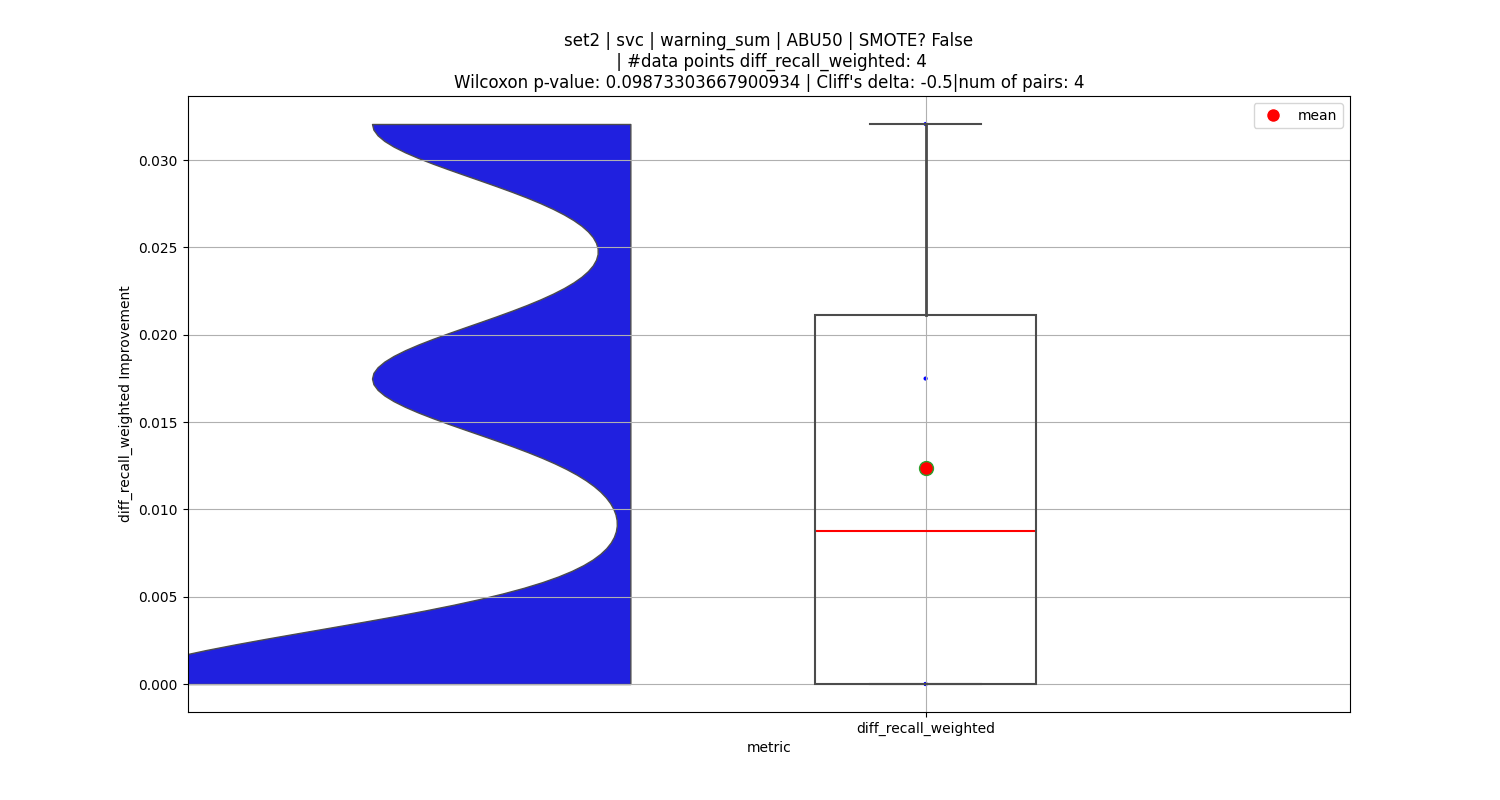 set2 | svc | warning_sum | ABU50 | SMOTE? False
| #data points diff_recall_weighted: 4
Wilcoxon p-value: 0.09873303667900934 | Cliff's delta: -0.5|num of pairs: 4
mean
0.030
0.025
0.020
0.015
0.010
0.005
0.000
diff_recall_weighted Improvement
diff_recall_weighted
metric